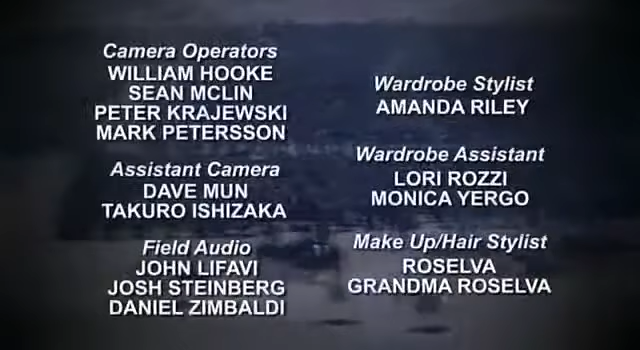 Camera Operators
WILLIAM HOOKE
SEAN MCLIN
PETER KRAJEWSKI
MARK PETERSSON
Assistant Camera
DAVE MUN
TAKURO ISHIZAKA
Field Audio
JOHN LIFAVI
JOSH STEINBERG
DANIEL ZIMBALDI
Wardrobe Stylist
AMANDA RILEY
Wardrobe Assistant
LORI ROZZI
MONICA YERGO
Make Up/Hair Stylist
ROSELVA
GRANDMA ROSELVA